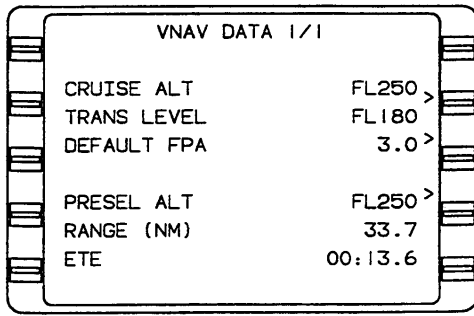 VNAV DATA 1/1
CRUISE ALT FL250 >
TRANS LEVEL FL180
DEFAULT FPA 3.0 >
PRESEL ALT FL250 >
RANGE (NM) 33.7
ETE 00:13.6